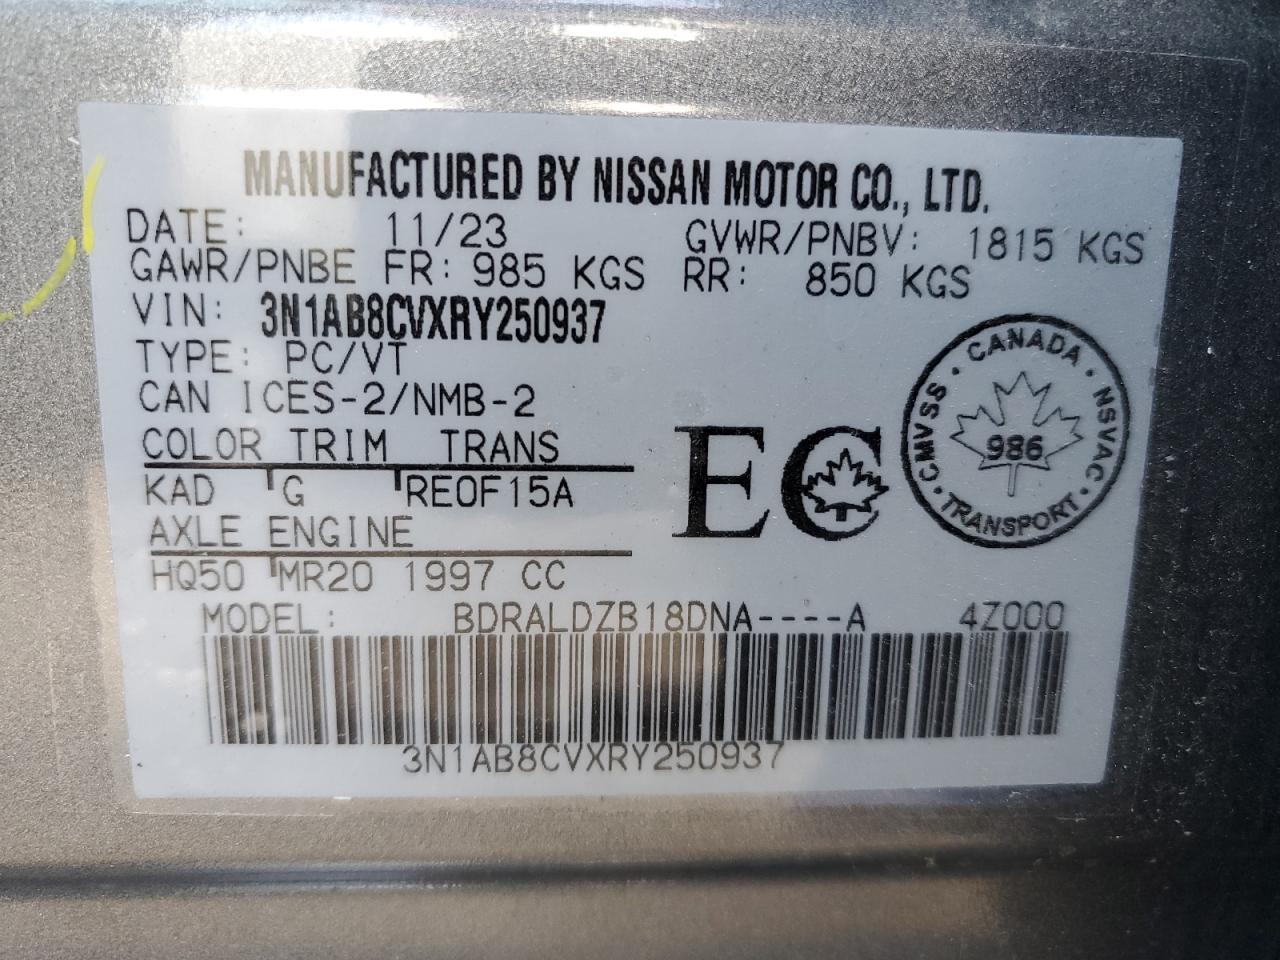 MANUFACTURED BY NISSAN MOTOR CO., LTD.
DATE: 11/23 GVWR/PNBV: 1815 KGS
GAWR/PNBE FR: 985 KGS RR: 850 KGS
VIN: 3N1AB8CVXRY250937
TYPE: PC/VT
CAN ICES-2/NMB-2
COLOR TRIM TRANS
KAD G RE0F15A
AXLE ENGINE
HQ50 MR20 1997 CC
EC
CANADA · NSVAC · TRANSPORT · CMVSS ·
986
MODEL: BDRALDZB18DNA----A 4Z000
3N1AB8CVXRY250937